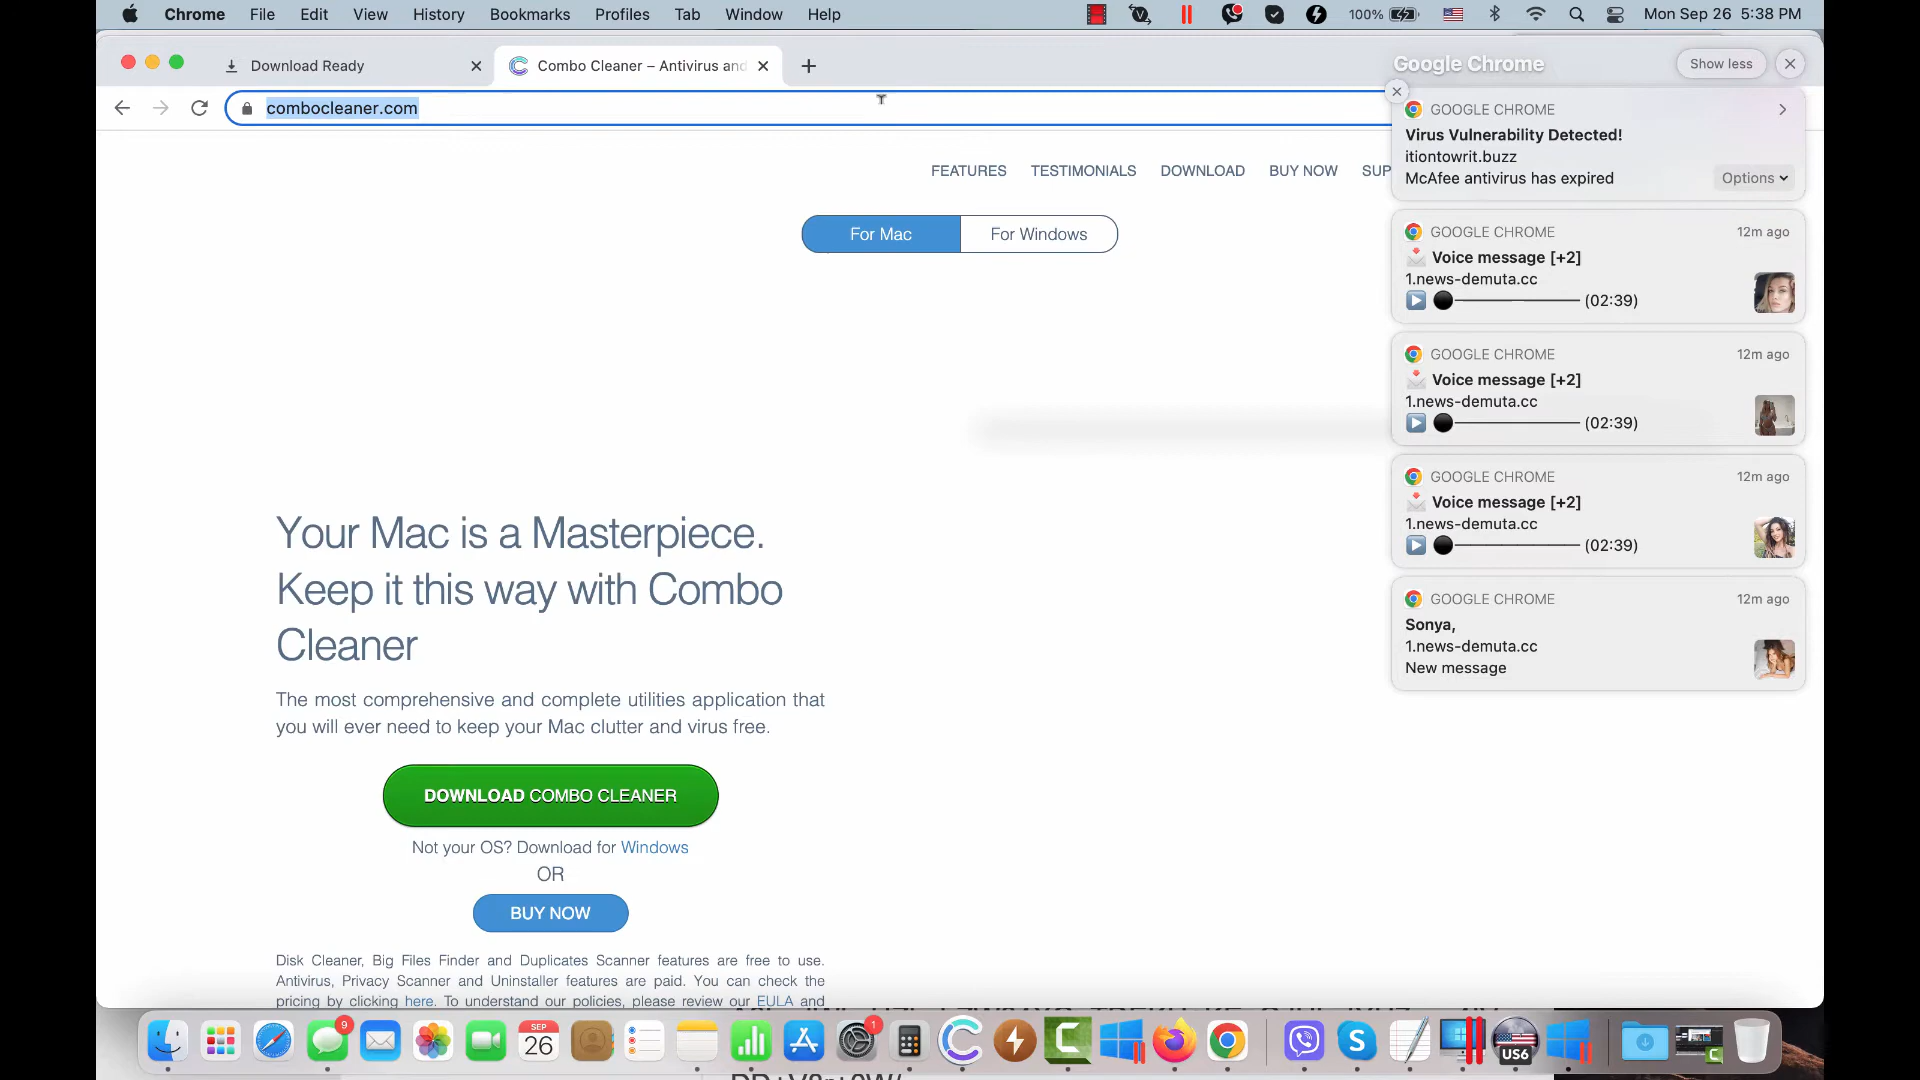 Chrome File Edit View History Bookmarks Profiles Tab Window Help 100% Mon Sep 26 5:38 PM
Download Ready
Combo Cleaner – Antivirus and
combocleaner.com
FEATURES TESTIMONIALS DOWNLOAD BUY NOW SUP
For Mac For Windows
Your Mac is a Masterpiece.
Keep it this way with Combo
Cleaner
The most comprehensive and complete utilities application that
you will ever need to keep your Mac clutter and virus free.
DOWNLOAD COMBO CLEANER
Not your OS? Download for Windows
OR
BUY NOW
Disk Cleaner, Big Files Finder and Duplicates Scanner features are free to use.
Antivirus, Privacy Scanner and Uninstaller features are paid. You can check the
pricing by clicking here. To understand our policies, please review our EULA and
Google Chrome Show less
GOOGLE CHROME
Virus Vulnerability Detected!
itiontowrit.buzz
McAfee antivirus has expired Options
GOOGLE CHROME 12m ago
Voice message [+2]
1.news-demuta.cc
(02:39)
GOOGLE CHROME 12m ago
Voice message [+2]
1.news-demuta.cc
(02:39)
GOOGLE CHROME 12m ago
Voice message [+2]
1.news-demuta.cc
(02:39)
GOOGLE CHROME 12m ago
Sonya,
1.news-demuta.cc
New message
9
SEP
26
1
US6